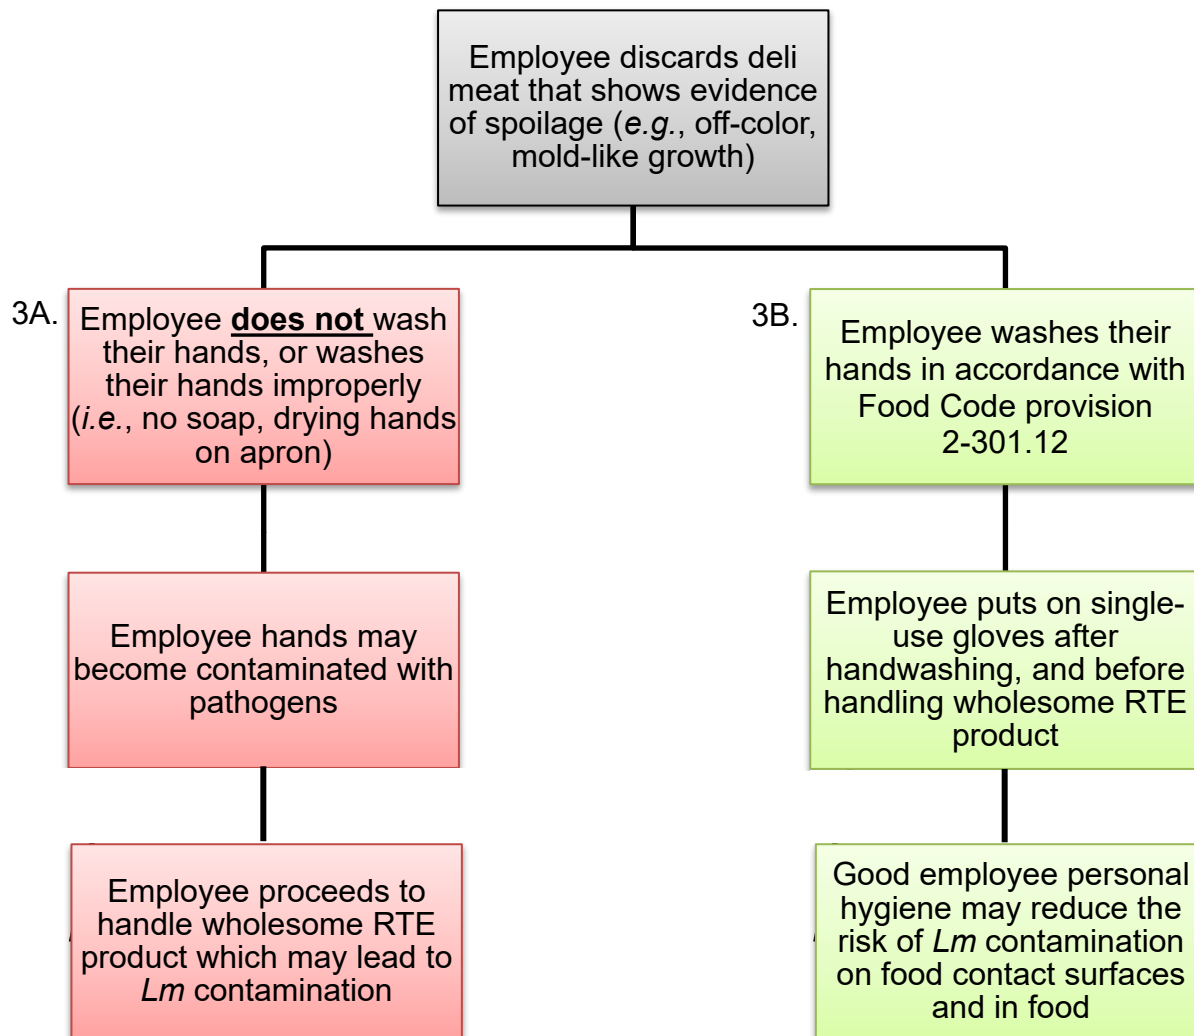 Employee discards deli
meat that shows evidence
of spoilage (e.g., off-color,
mold-like growth)
3A.
Employee does not wash
their hands, or washes
their hands improperly
(i.e., no soap, drying hands
on apron)
Employee hands may
become contaminated with
pathogens
Employee proceeds to
handle wholesome RTE
product which may lead to
Lm contamination
3B.
Employee washes their
hands in accordance with
Food Code provision
2-301.12
Employee puts on single-
use gloves after
handwashing, and before
handling wholesome RTE
product
Good employee personal
hygiene may reduce the
risk of Lm contamination
on food contact surfaces
and in food